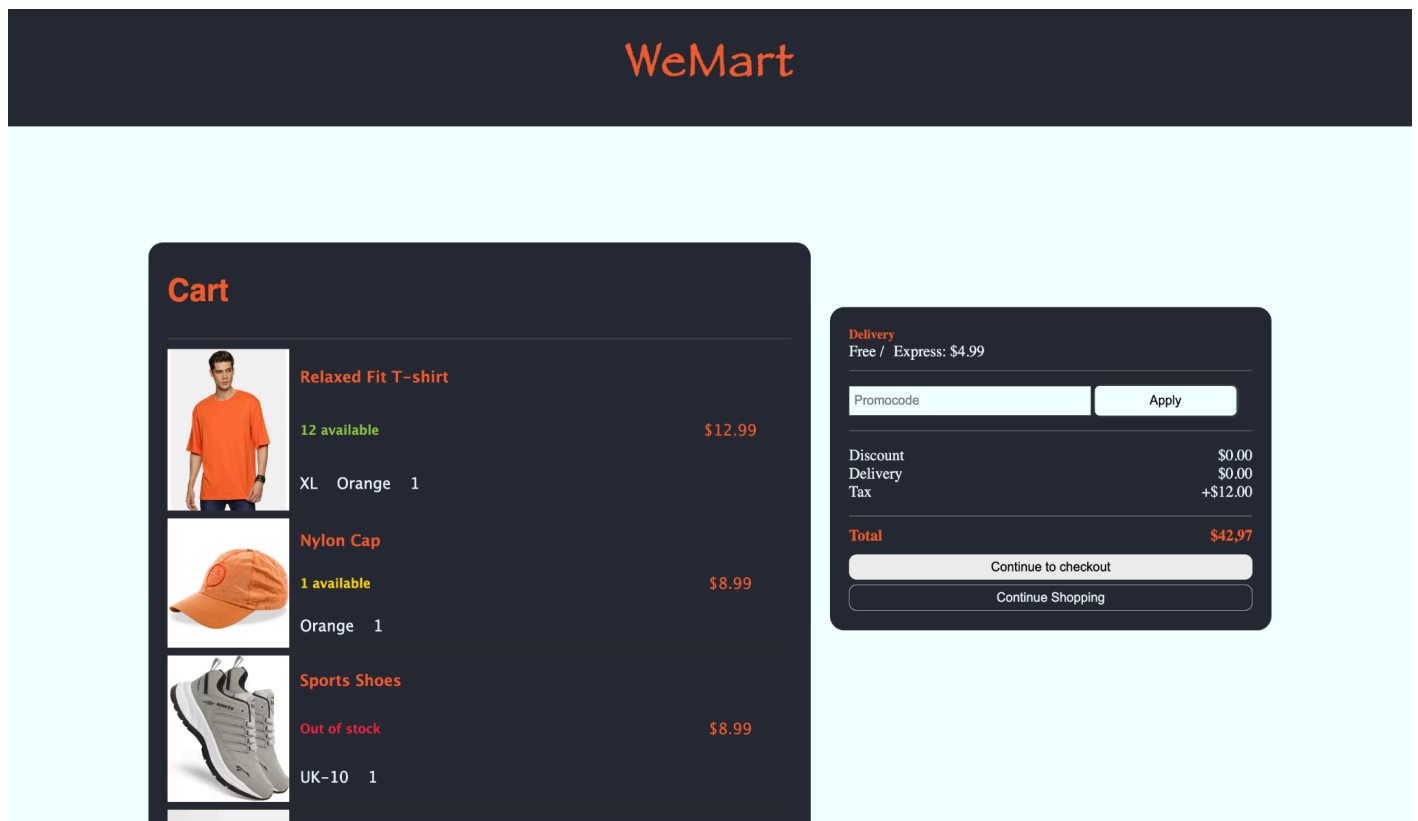 WeMart
Cart
Relaxed Fit T-shirt
12 available
$12.99
XL Orange 1
Nylon Cap
1 available
$8.99
Orange 1
Sports Shoes
Out of stock
$8.99
UK-10 1
Delivery
Free / Express: $4.99
Promocode Apply
Discount $0.00
Delivery $0.00
Tax +$12.00
Total $42,97
Continue to checkout
Continue Shopping